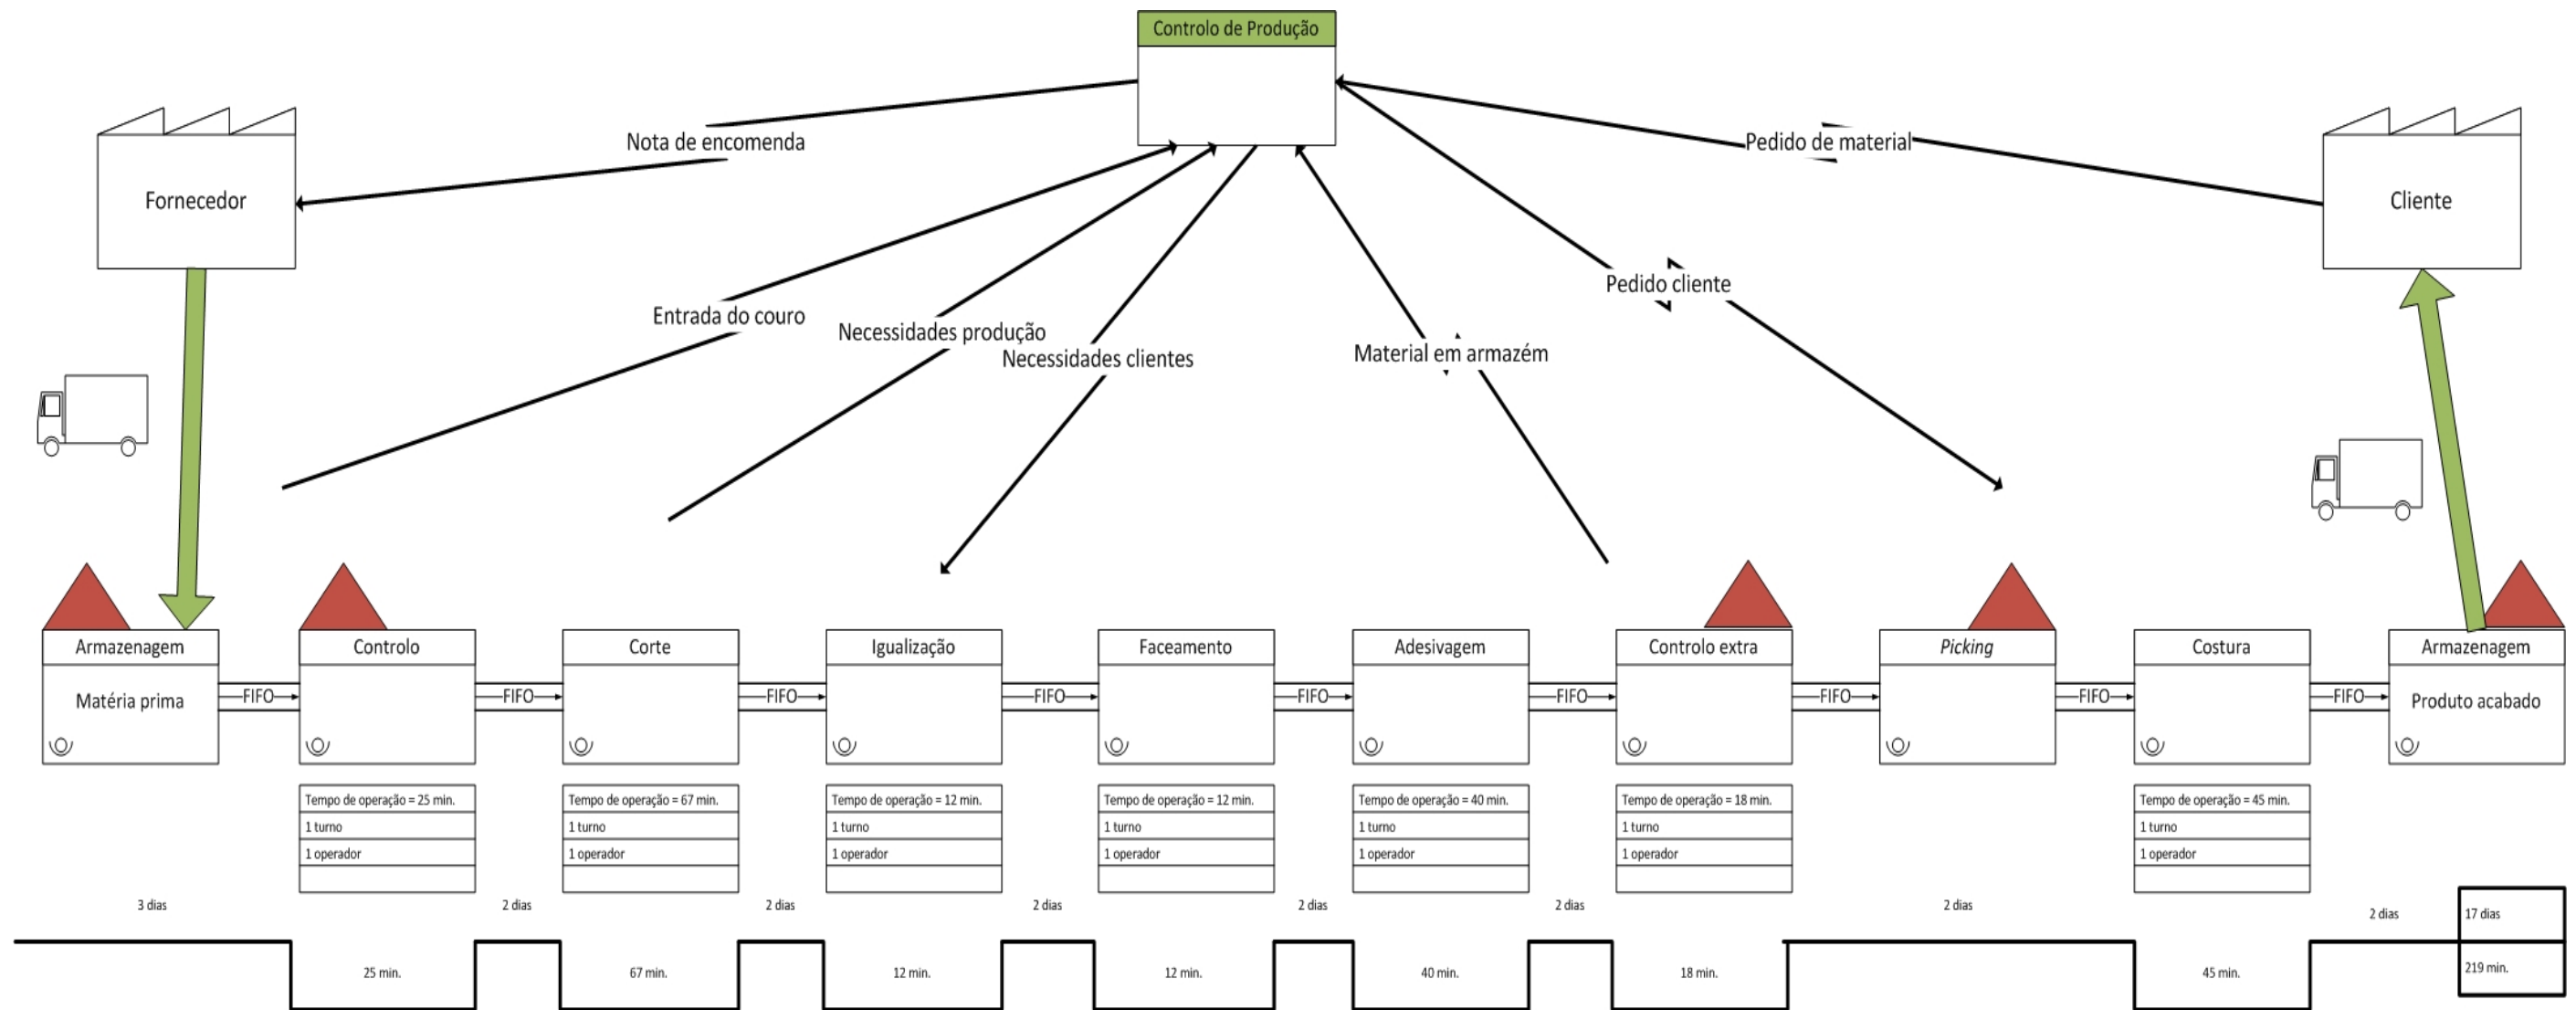 Controlo de Produção
Nota de encomenda
Pedido de material
Fornecedor
Cliente
Pedido cliente
Entrada do couro
Necessidades produção
Necessidades clientes
Material em armazém
Armazenagem
Controlo
Corte
Igualização
Faceamento
Adesivagem
Controlo extra
Picking
Costura
Armazenagem
Matéria prima
FIFO
FIFO
FIFO
FIFO
FIFO
FIFO
FIFO
FIFO
FIFO
Produto acabado
Tempo de operação = 25 min.
1 turno
1 operador
Tempo de operação = 67 min.
1 turno
1 operador
Tempo de operação = 12 min.
1 turno
1 operador
Tempo de operação = 12 min.
1 turno
1 operador
Tempo de operação = 40 min.
1 turno
1 operador
Tempo de operação = 18 min.
1 turno
1 operador
Tempo de operação = 45 min.
1 turno
1 operador
3 dias
2 dias
2 dias
2 dias
2 dias
2 dias
2 dias
2 dias
17 dias
25 min.
67 min.
12 min.
12 min.
40 min.
18 min.
45 min.
219 min.